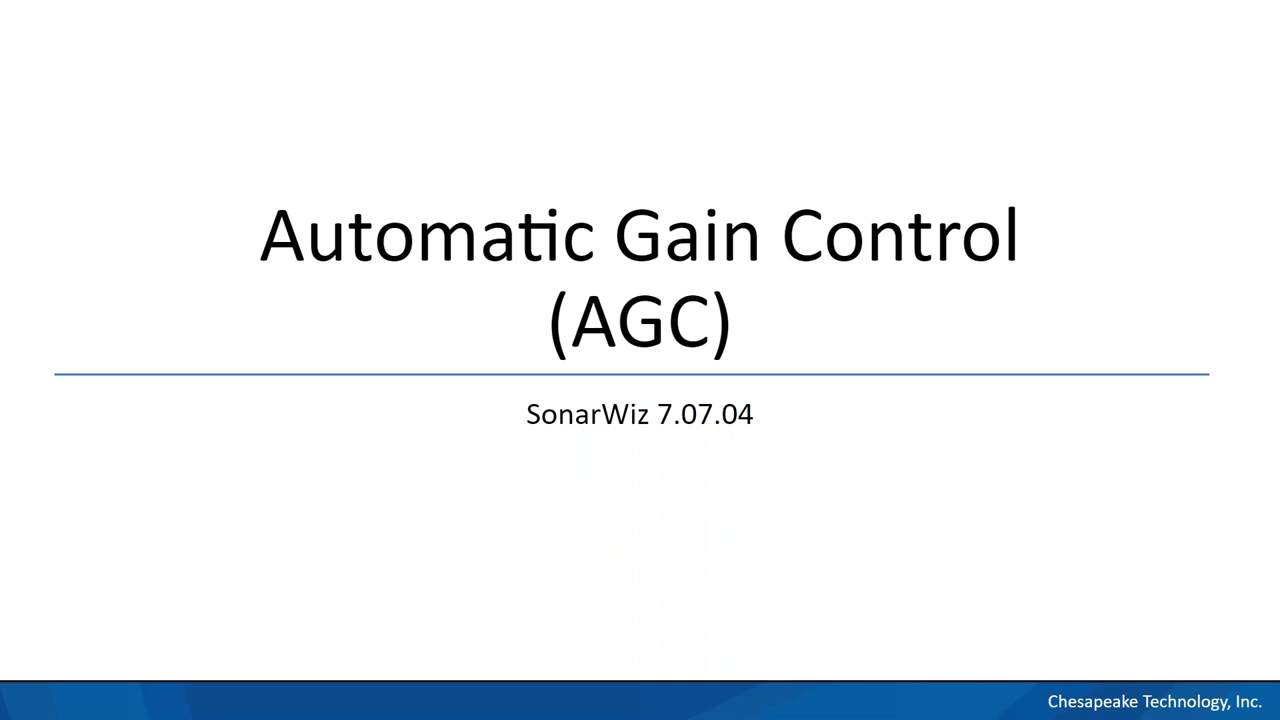 Automatic Gain Control
(AGC)
SonarWiz 7.07.04
Chesapeake Technology, Inc.